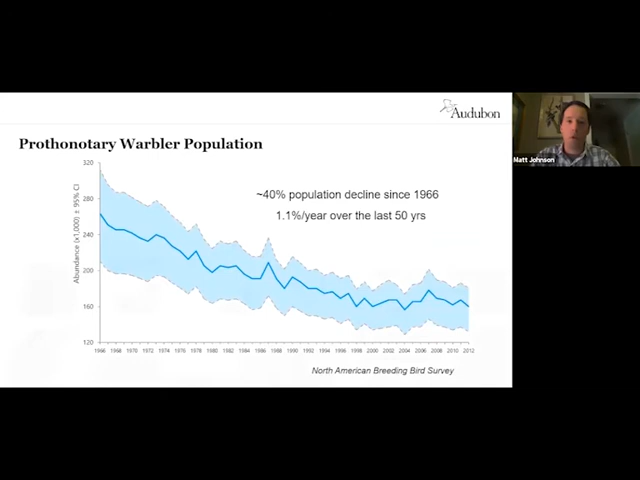 Audubon
Matt Johnson
Prothonotary Warbler Population
320
280
240
200
160
120
Abundance (x1,000) ± 95% CI
~40% population decline since 1966
1.1%/year over the last 50 yrs
1966 1968 1970 1972 1974 1976 1978 1980 1982 1984 1986 1988 1990 1992 1994 1996 1998 2000 2002 2004 2006 2008 2010 2012
North American Breeding Bird Survey